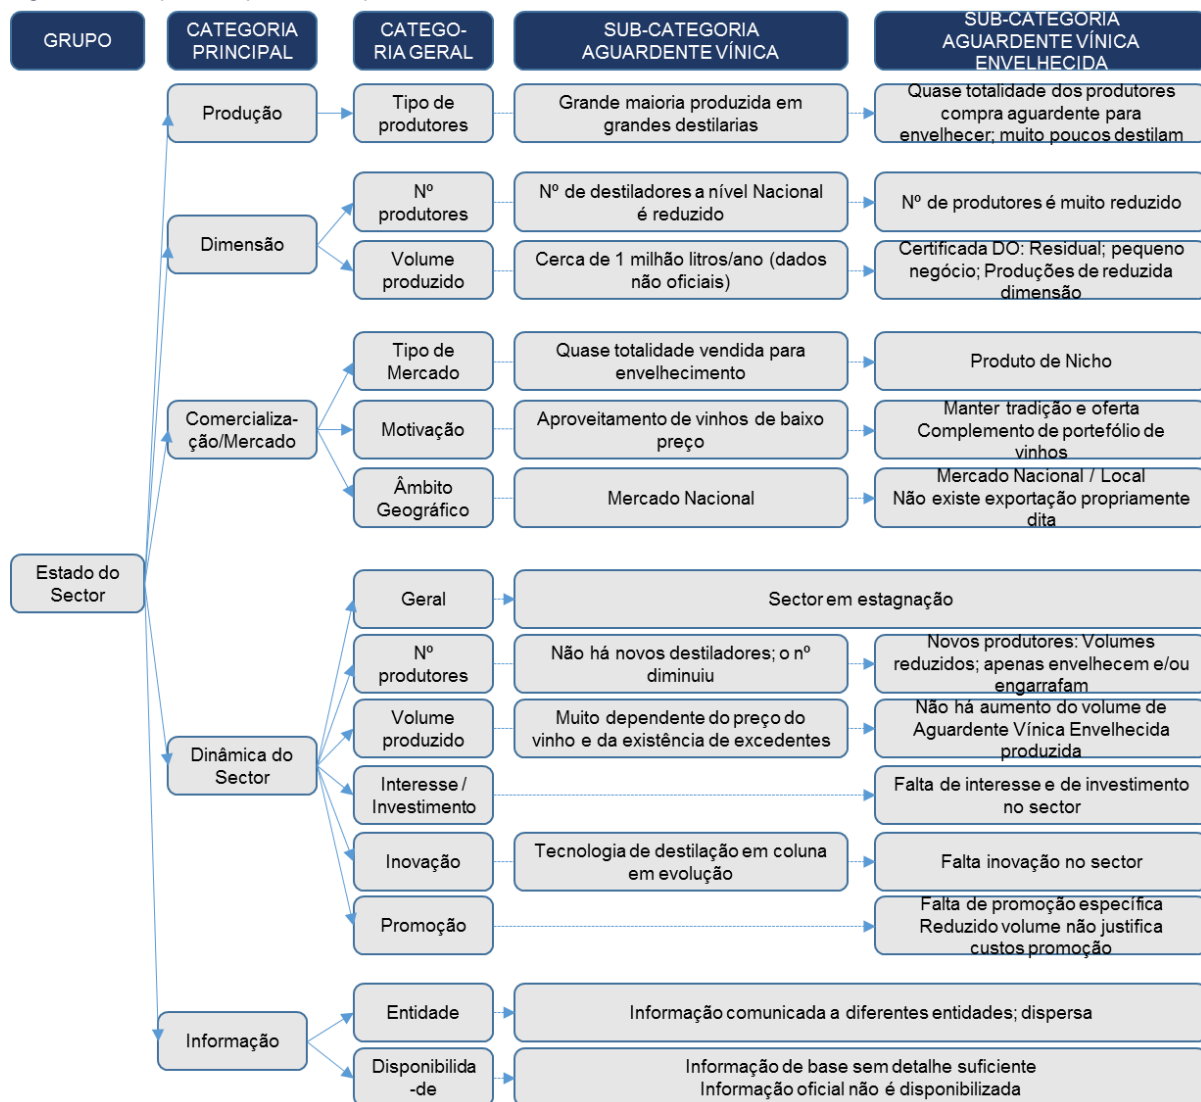 GRUPO
CATEGORIA
PRINCIPAL
CATEGO-
RIA GERAL
SUB-CATEGORIA
AGUARDENTE VÍNICA
SUB-CATEGORIA
AGUARDENTE VÍNICA
ENVELHECIDA
Estado do
Sector
Produção
Tipo de
produtores
Grande maioria produzida em
grandes destilarias
Quase totalidade dos produtores
compra aguardente para
envelhecer; muito poucos destilam
Dimensão
Nº
produtores
Nº de destiladores a nível Nacional
é reduzido
Nº de produtores é muito reduzido
Volume
produzido
Cerca de 1 milhão litros/ano (dados
não oficiais)
Certificada DO: Residual; pequeno
negócio; Produções de reduzida
dimensão
Comercializa-
ção/Mercado
Tipo de
Mercado
Quase totalidade vendida para
envelhecimento
Produto de Nicho
Motivação
Aproveitamento de vinhos de baixo
preço
Manter tradição e oferta
Complemento de portefólio de
vinhos
Âmbito
Geográfico
Mercado Nacional
Mercado Nacional / Local
Não existe exportação propriamente
dita
Dinâmica do
Sector
Geral
Sector em estagnação
Nº
produtores
Não há novos destiladores; o nº
diminuiu
Novos produtores: Volumes
reduzidos; apenas envelhecem e/ou
engarrafam
Volume
produzido
Muito dependente do preço do
vinho e da existência de excedentes
Não há aumento do volume de
Aguardente Vínica Envelhecida
produzida
Interesse /
Investimento
Falta de interesse e de investimento
no sector
Inovação
Tecnologia de destilação em coluna
em evolução
Falta inovação no sector
Promoção
Falta de promoção específica
Reduzido volume não justifica
custos promoção
Informação
Entidade
Informação comunicada a diferentes entidades; dispersa
Disponibilida
-de
Informação de base sem detalhe suficiente
Informação oficial não é disponibilizada